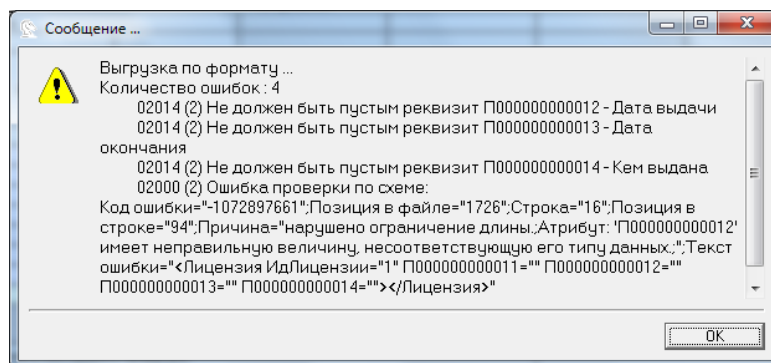 Сообщение ...
Выгрузка по формату ...
Количество ошибок : 4
02014 (2) Не должен быть пустым реквизит П000000000012 - Дата выдачи
02014 (2) Не должен быть пустым реквизит П000000000013 - Дата
окончания
02014 (2) Не должен быть пустым реквизит П000000000014 - Кем выдана
02000 (2) Ошибка проверки по схеме:
Код ошибки="-1072897661";Позиция в файле="1726";Строка="16";Позиция в
строке="94";Причина="нарушено ограничение длины.;Атрибут: 'П000000000012'
имеет неправильную величину, несоответствующую его типу данных.;";Текст
ошибки="<Лицензия ИдЛицензии="1" П000000000011="" П000000000012=""
П000000000013="" П000000000014=""></Лицензия>"
OK